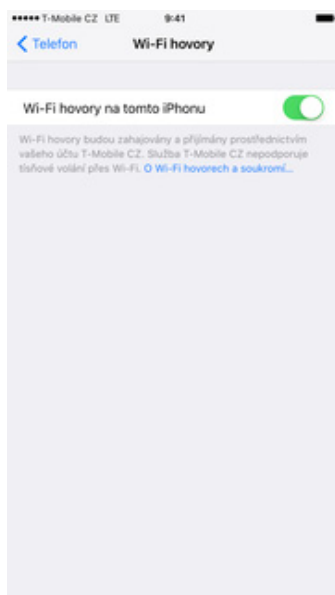 T-Mobile CZ LTE 9:41
Telefon Wi-Fi hovory
Wi-Fi hovory na tomto iPhonu
Wi-Fi hovory budou zahajovány a přijímány prostřednictvím
vašeho účtu T-Mobile CZ. Služba T-Mobile CZ nepodporuje
tísňové volání přes Wi-Fi. O Wi-Fi hovorech a soukromí...